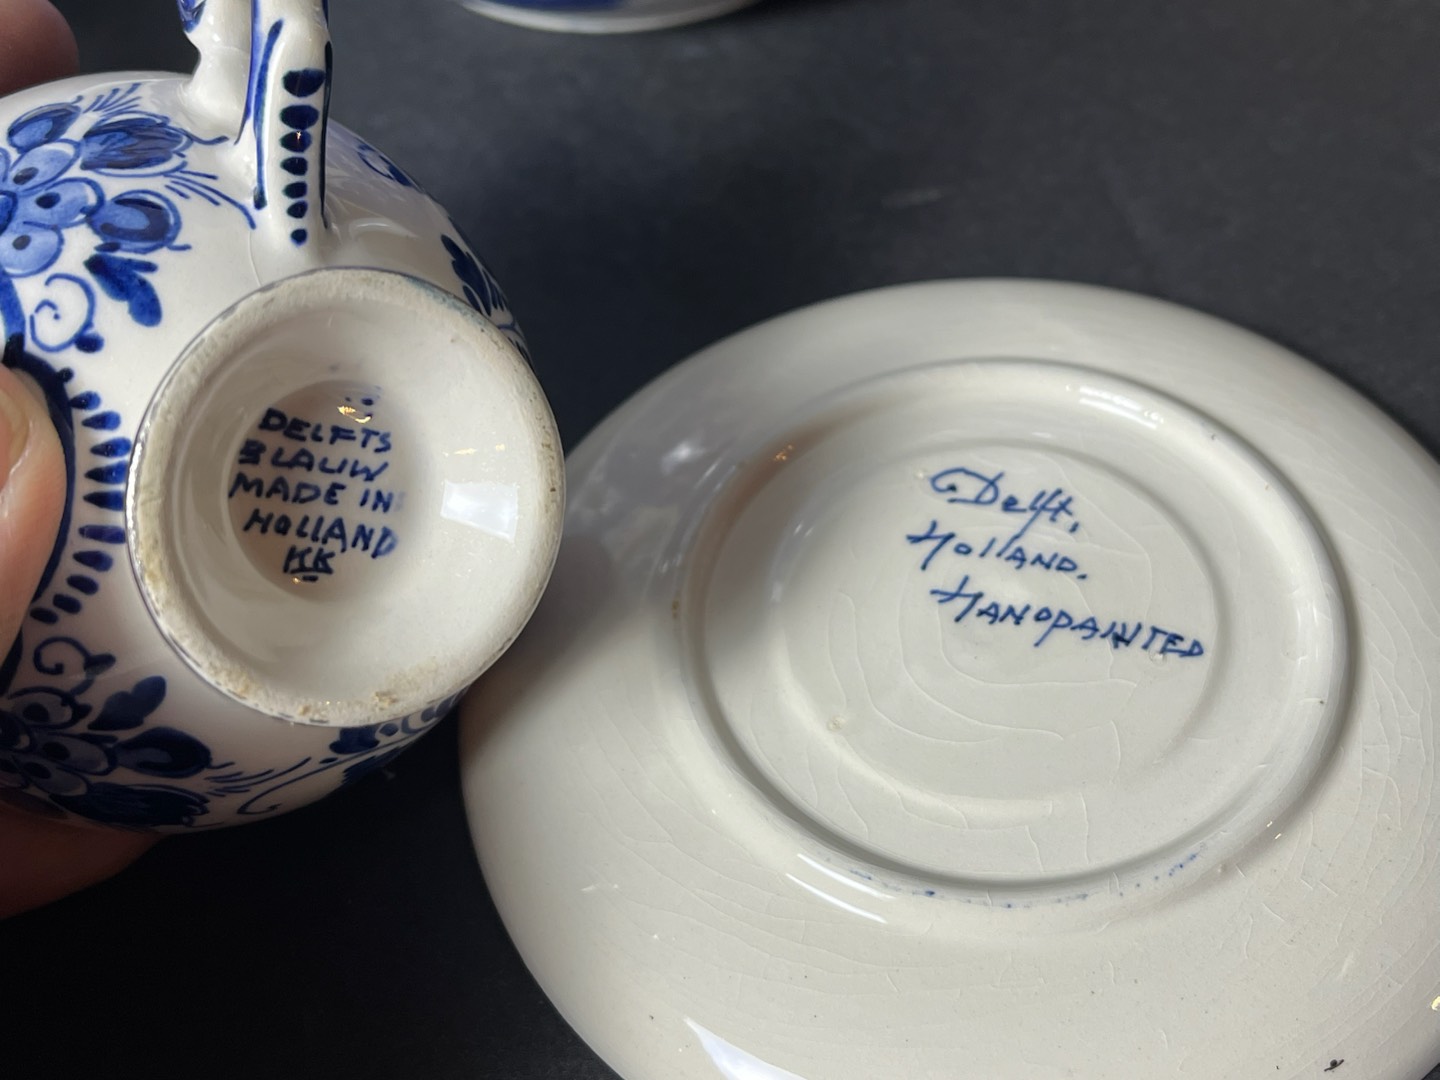 DELFTS
BLAUW
MADE IN
HOLLAND
KK
Delft,
HOllAND.
HANDPAINTED